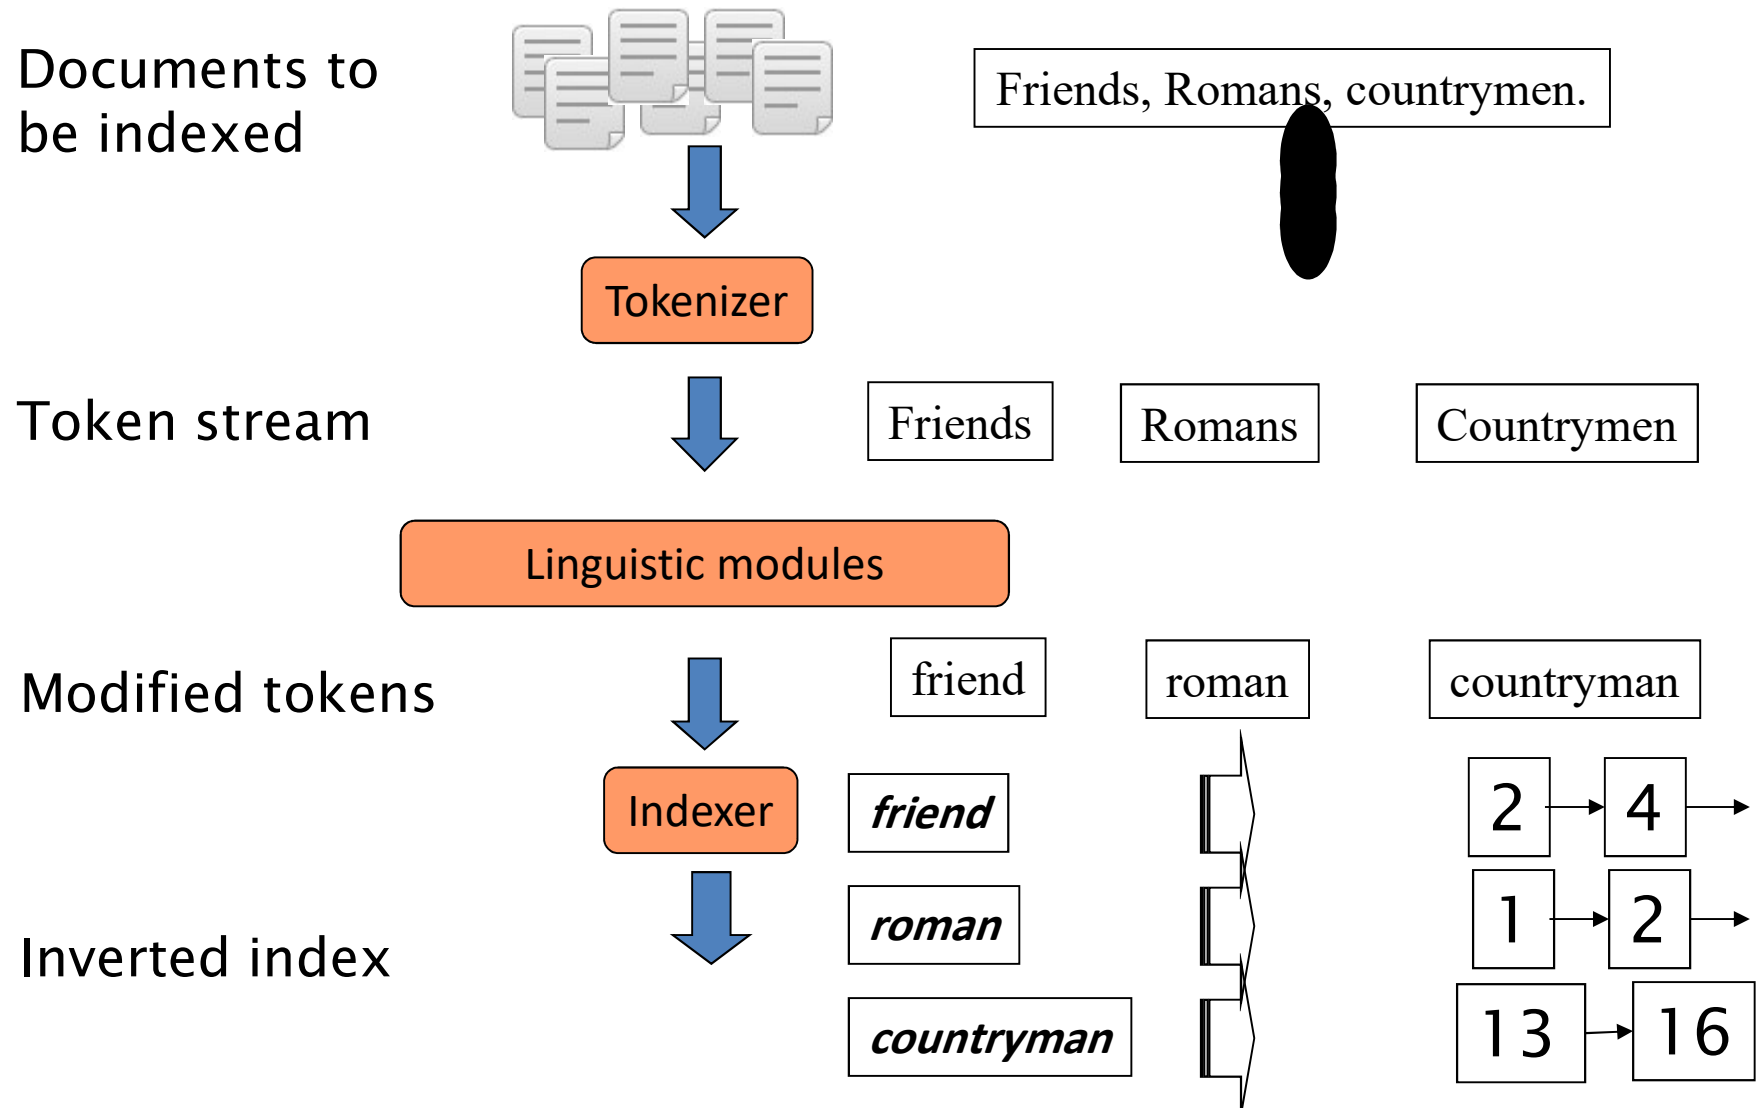 Documents to
be indexed
Friends, Romans, countrymen.
Tokenizer
Token stream
Friends
Romans
Countrymen
Linguistic modules
Modified tokens
friend
roman
countryman
Indexer
friend
2
4
roman
1
2
Inverted index
countryman
13
16